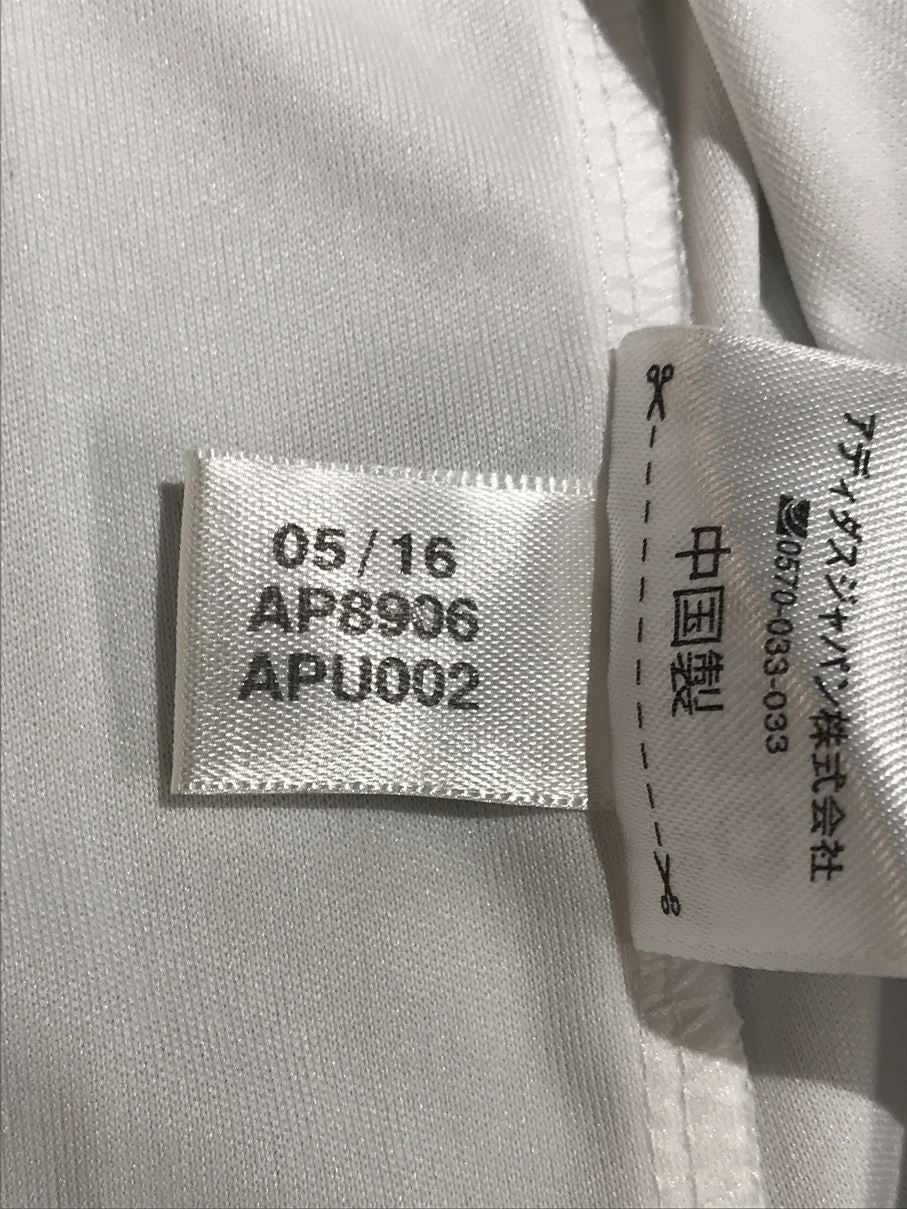 05/16
AP8906
APU002
アディダスジャパン株式会社
0570-033-033
中国製